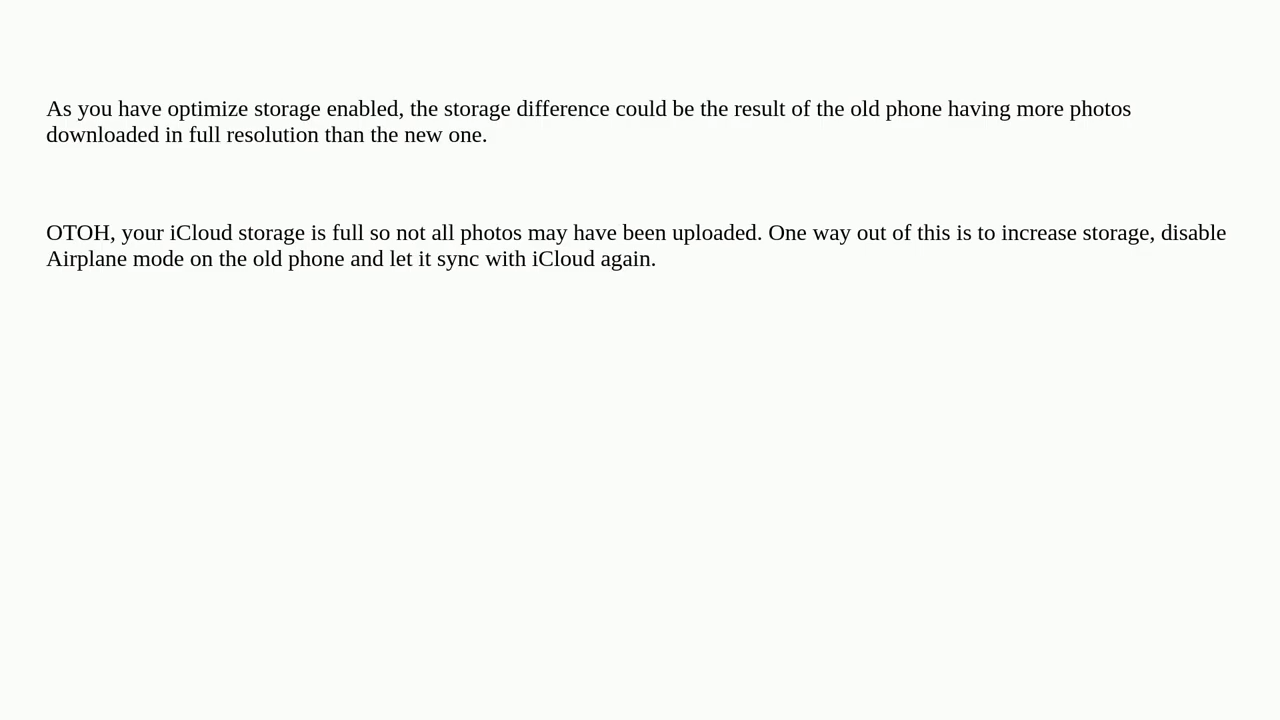 As you have optimize storage enabled, the storage difference could be the result of the old phone having more photos
downloaded in full resolution than the new one.
OTOH, your iCloud storage is full so not all photos may have been uploaded. One way out of this is to increase storage, disable
Airplane mode on the old phone and let it sync with iCloud again.